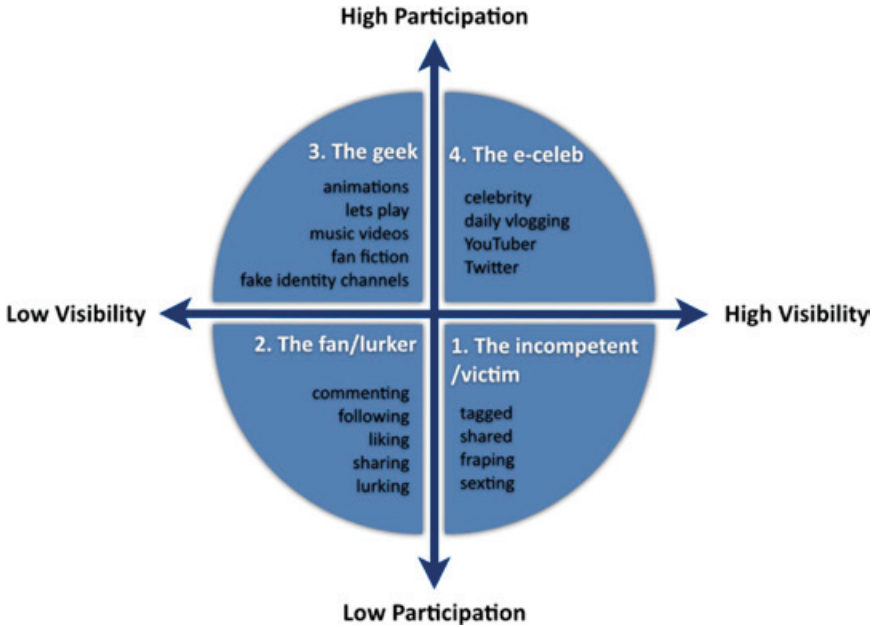 High Participation
3. The geek
animations
lets play
music videos
fan fiction
fake identity channels
4. The e-celeb
celebrity
daily vlogging
YouTuber
Twitter
Low Visibility
High Visibility
2. The fan/lurker
commenting
following
liking
sharing
lurking
1. The incompetent
/victim
tagged
shared
fraping
sexting
Low Participation